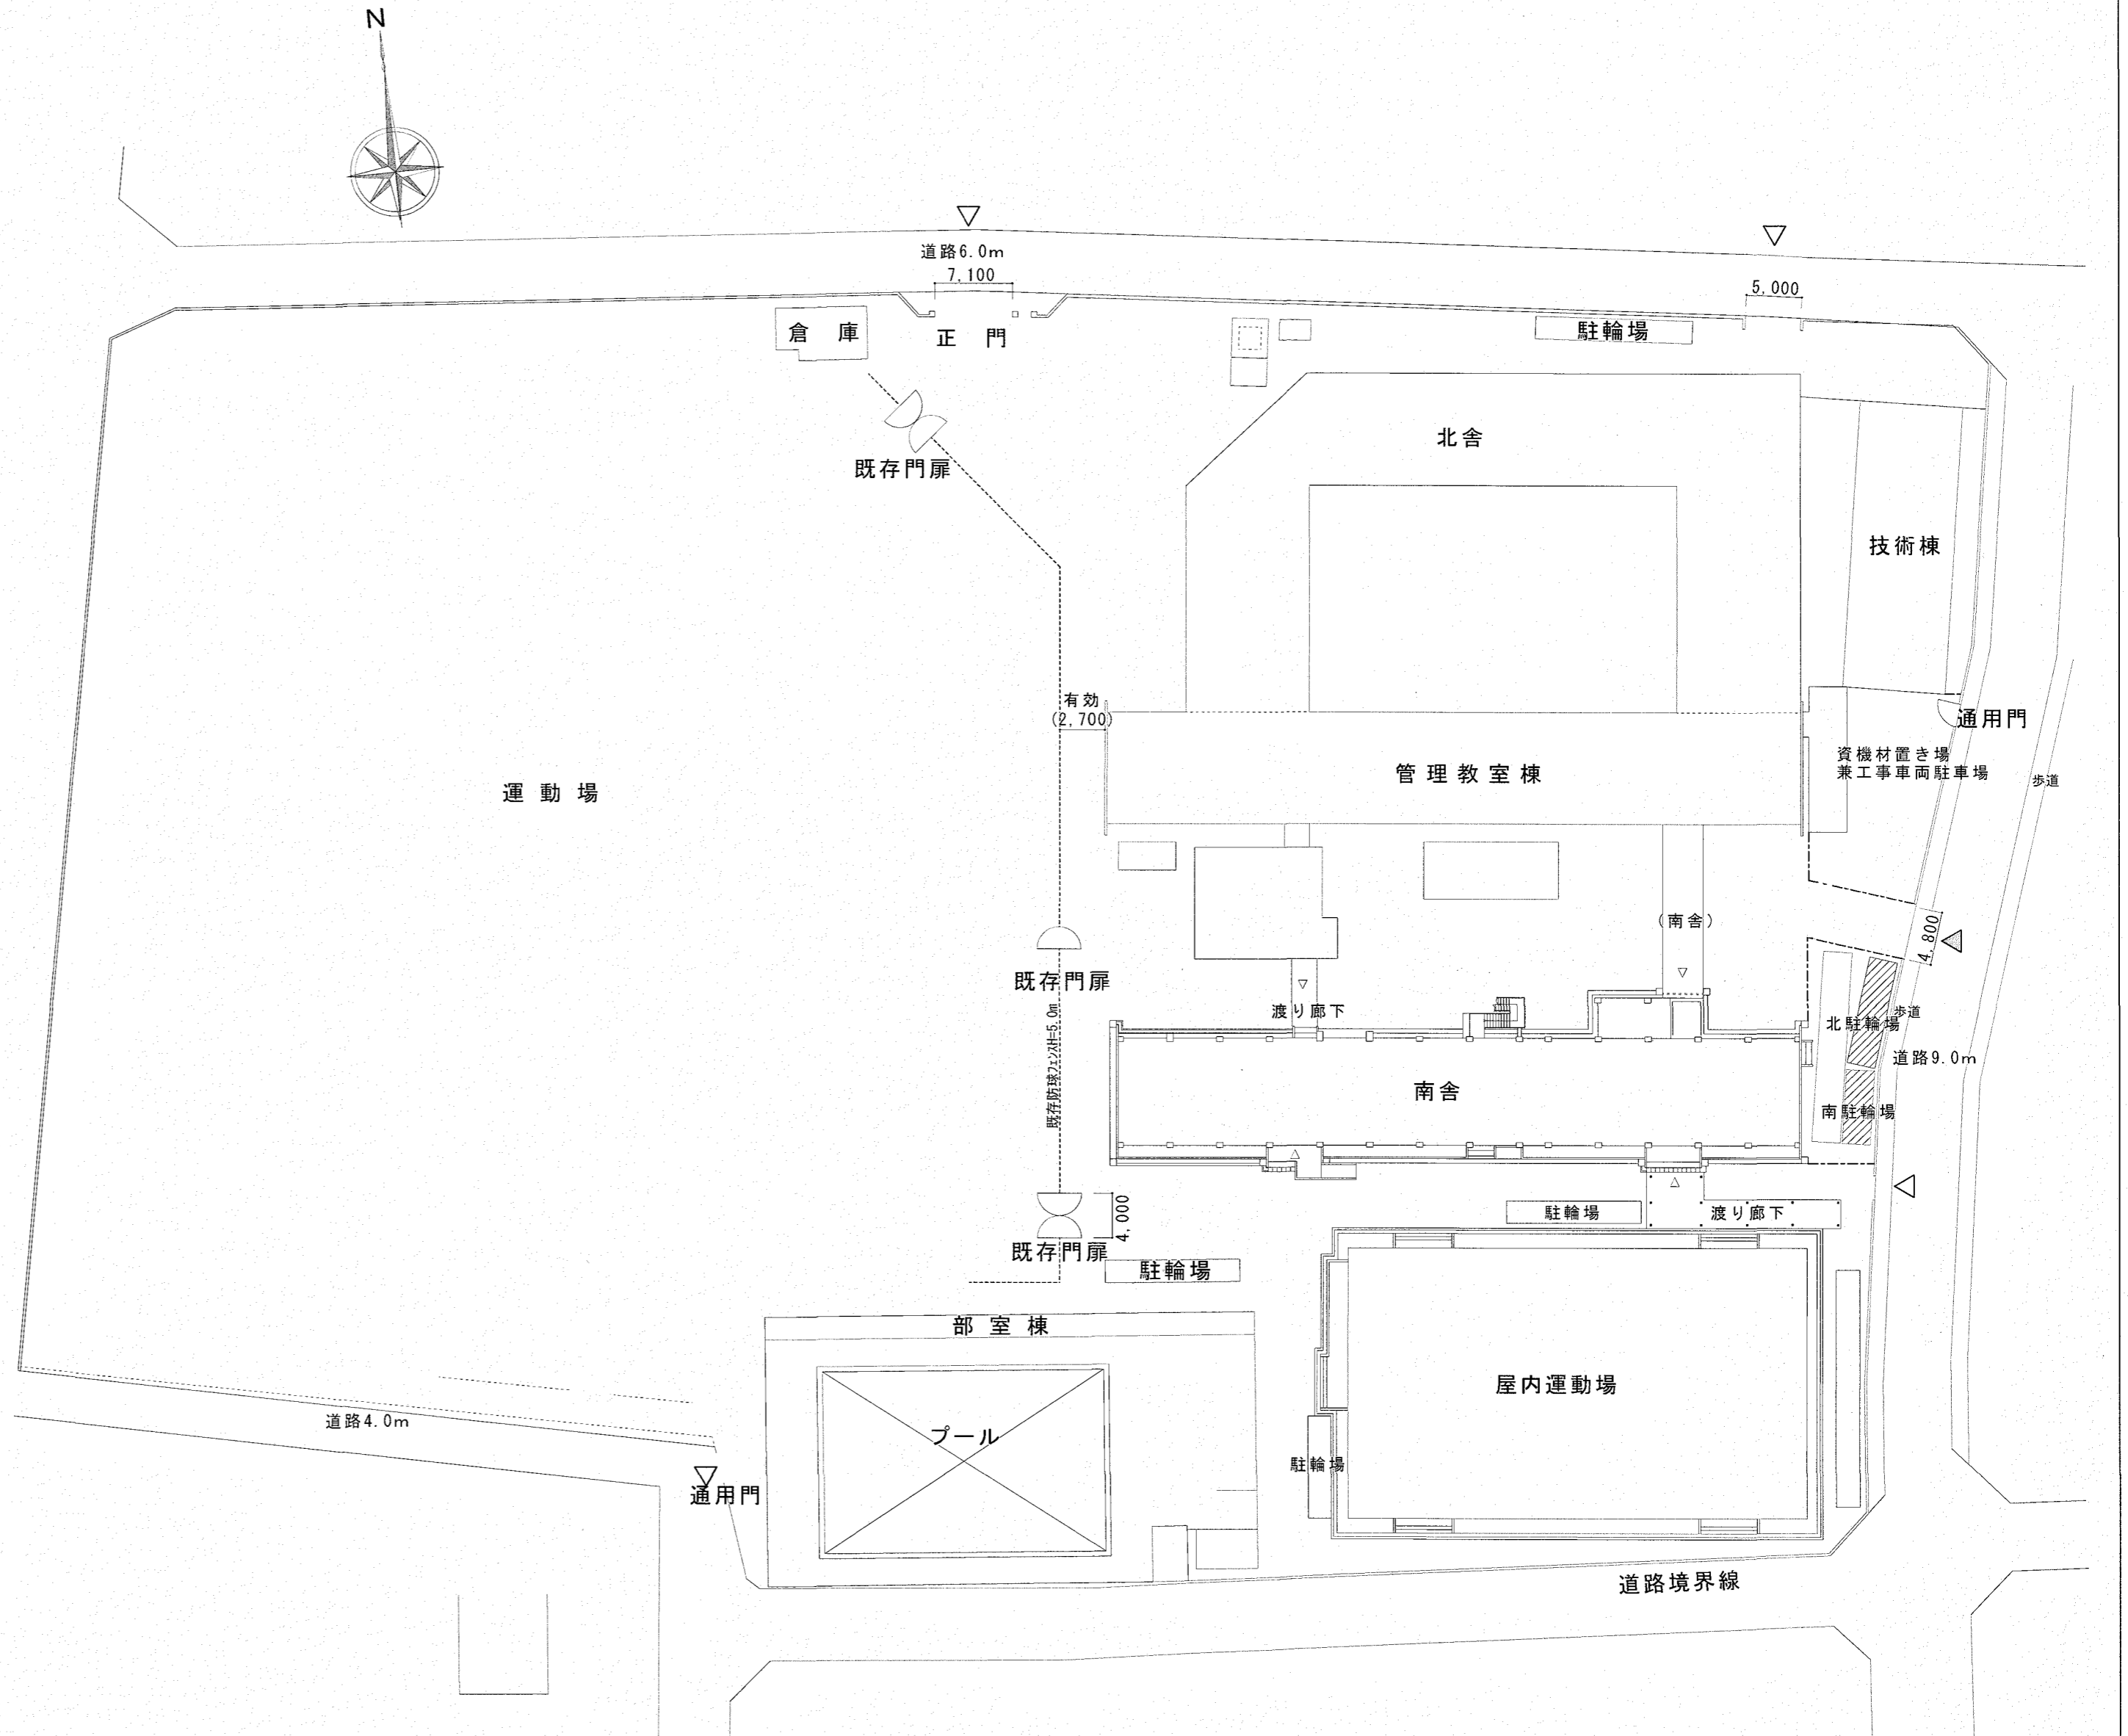 N
道路6.0m
7,100
5,000
倉 庫
正 門
駐輪場
既存門扉
北舎
技術棟
有効
(2,700)
通用門
資機材置き場
兼工事車両駐車場
管理教室棟
歩道
運 動 場
(南舎)
4,800
既存門扉
渡り廊下
歩道
北駐輪場
既存防球フェンスH=5.0m
道路9.0m
南舎
南駐輪場
4,000
駐輪場
渡り廊下
既存門扉
駐輪場
部 室 棟
屋内運動場
道路4.0m
プール
駐輪場
通用門
道路境界線